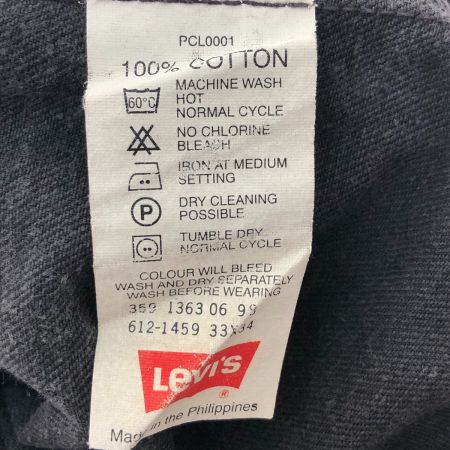 PCL0001
100% COTTON
60°C
MACHINE WASH
HOT
NORMAL CYCLE
NO CHLORINE
BLEACH
IRON AT MEDIUM
SETTING
P
DRY CLEANING
POSSIBLE
TUMBLE DRY
NORMAL CYCLE
COLOUR WILL BLEED
WASH AND DRY SEPARATELY
WASH BEFORE WEARING
359 1363 06 99
612-1459 33X34
Levi's
®
Made in the Philippines